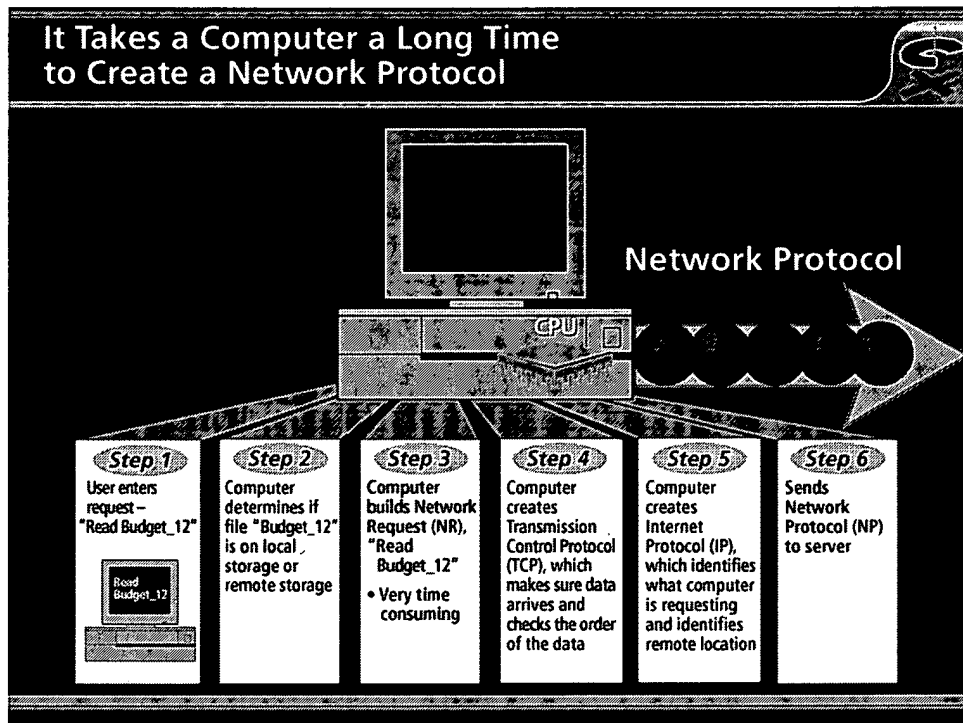 It Takes a Computer a Long Time
to Create a Network Protocol
Network Protocol
CPU
Step 1
User enters
request –
"Read Budget_12"
Read
Budget_12
Step 2
Computer
determines if
file "Budget_12"
is on local
storage or
remote storage
Step 3
Computer
builds Network
Request (NR),
"Read
Budget_12"
• Very time
consuming
Step 4
Computer
creates
Transmission
Control Protocol
(TCP), which
makes sure data
arrives and
checks the order
of the data
Step 5
Computer
creates
Internet
Protocol (IP),
which identifies
what computer
is requesting
and identifies
remote location
Step 6
Sends
Network
Protocol (NP)
to server